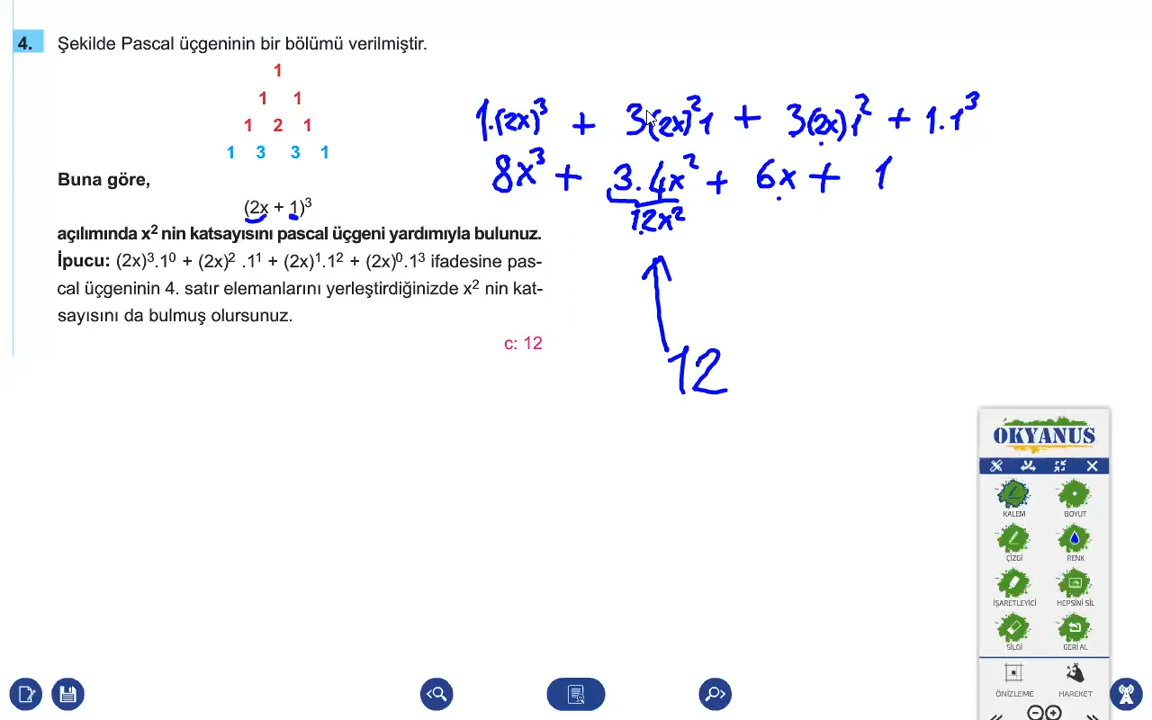 4. Şekilde Pascal üçgeninin bir bölümü verilmiştir.
1
1 1
1 2 1
1 3 3 1
Buna göre,
(2x + 1)³
açılımında x² nin katsayısını pascal üçgeni yardımıyla bulunuz.
İpucu: (2x)³.1⁰ + (2x)² .1¹ + (2x)¹.1² + (2x)⁰.1³ ifadesine pas-
cal üçgeninin 4. satır elemanlarını yerleştirdiğinizde x² nin kat-
sayısını da bulmuş olursunuz.
c: 12
1.(2x)³ + 3(2x)²1 + 3(2x)1² + 1.1³
8x³ + 3.4x² + 6x + 1
12x²
12
OKYANUS
KALEM BOYUT
ÇİZGİ RENK
İŞARETLEYİCİ HEPSİNİ SİL
SİLGİ GERİ AL
ÖNİZLEME HAREKET